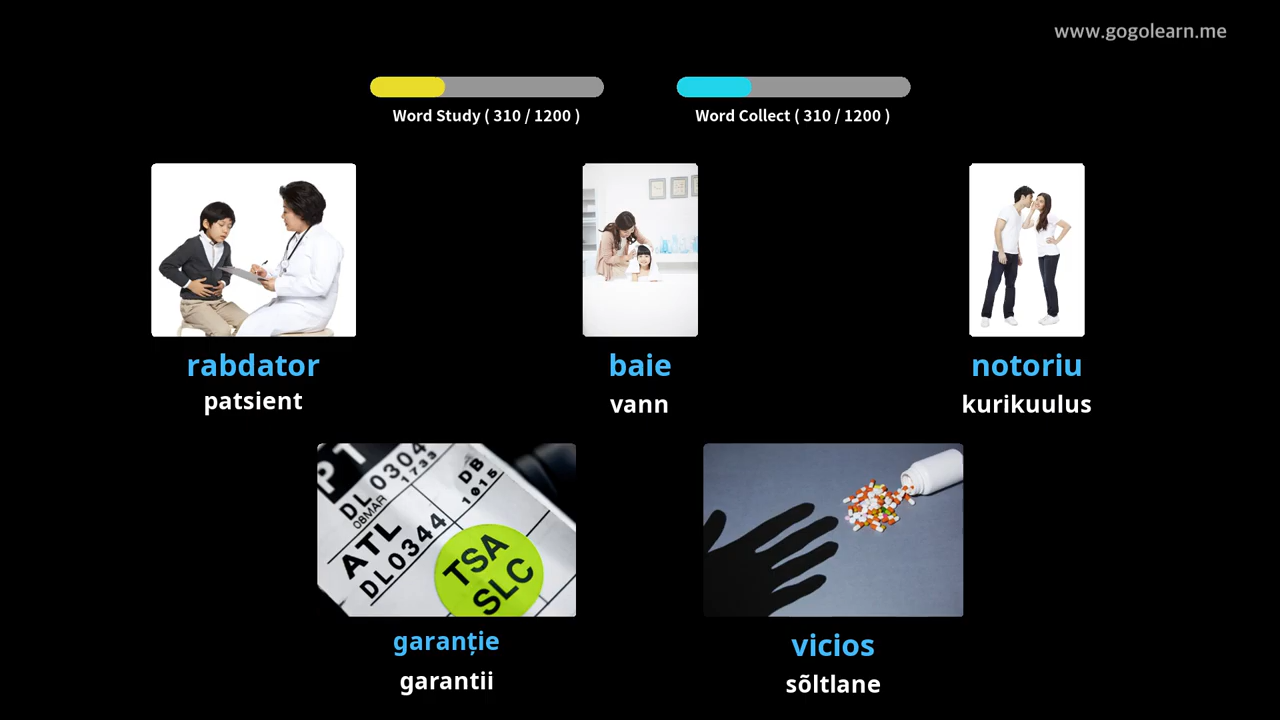 www.gogolearn.me
Word Study ( 310 / 1200 )
Word Collect ( 310 / 1200 )
rabdator
patsient
baie
vann
notoriu
kurikuulus
PT
DL 0304
1733
08MAR
DB
1015
ATL
DL0344
TSA
SLC
garanție
garantii
vicios
sõltlane